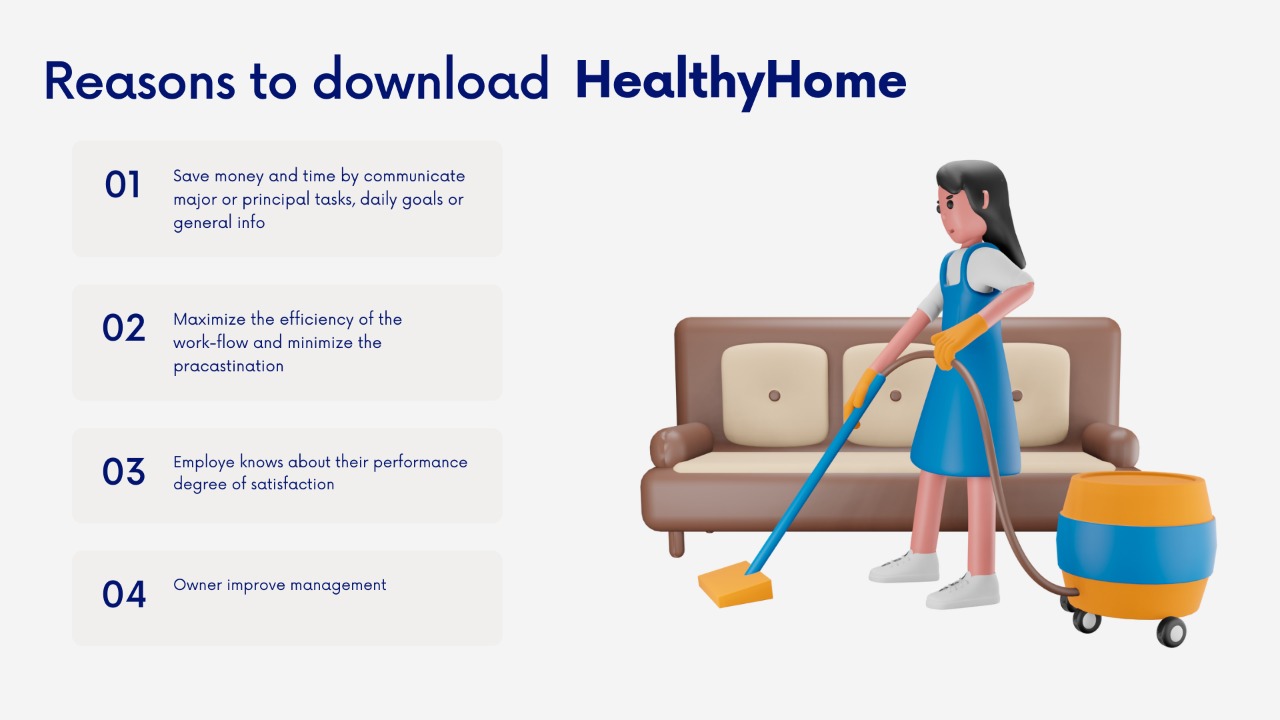 Reasons to download HealthyHome
01
Save money and time by communicate
major or principal tasks, daily goals or
general info
02
Maximize the efficiency of the
work-flow and minimize the
pracastination
03
Employe knows about their performance
degree of satisfaction
04
Owner improve management